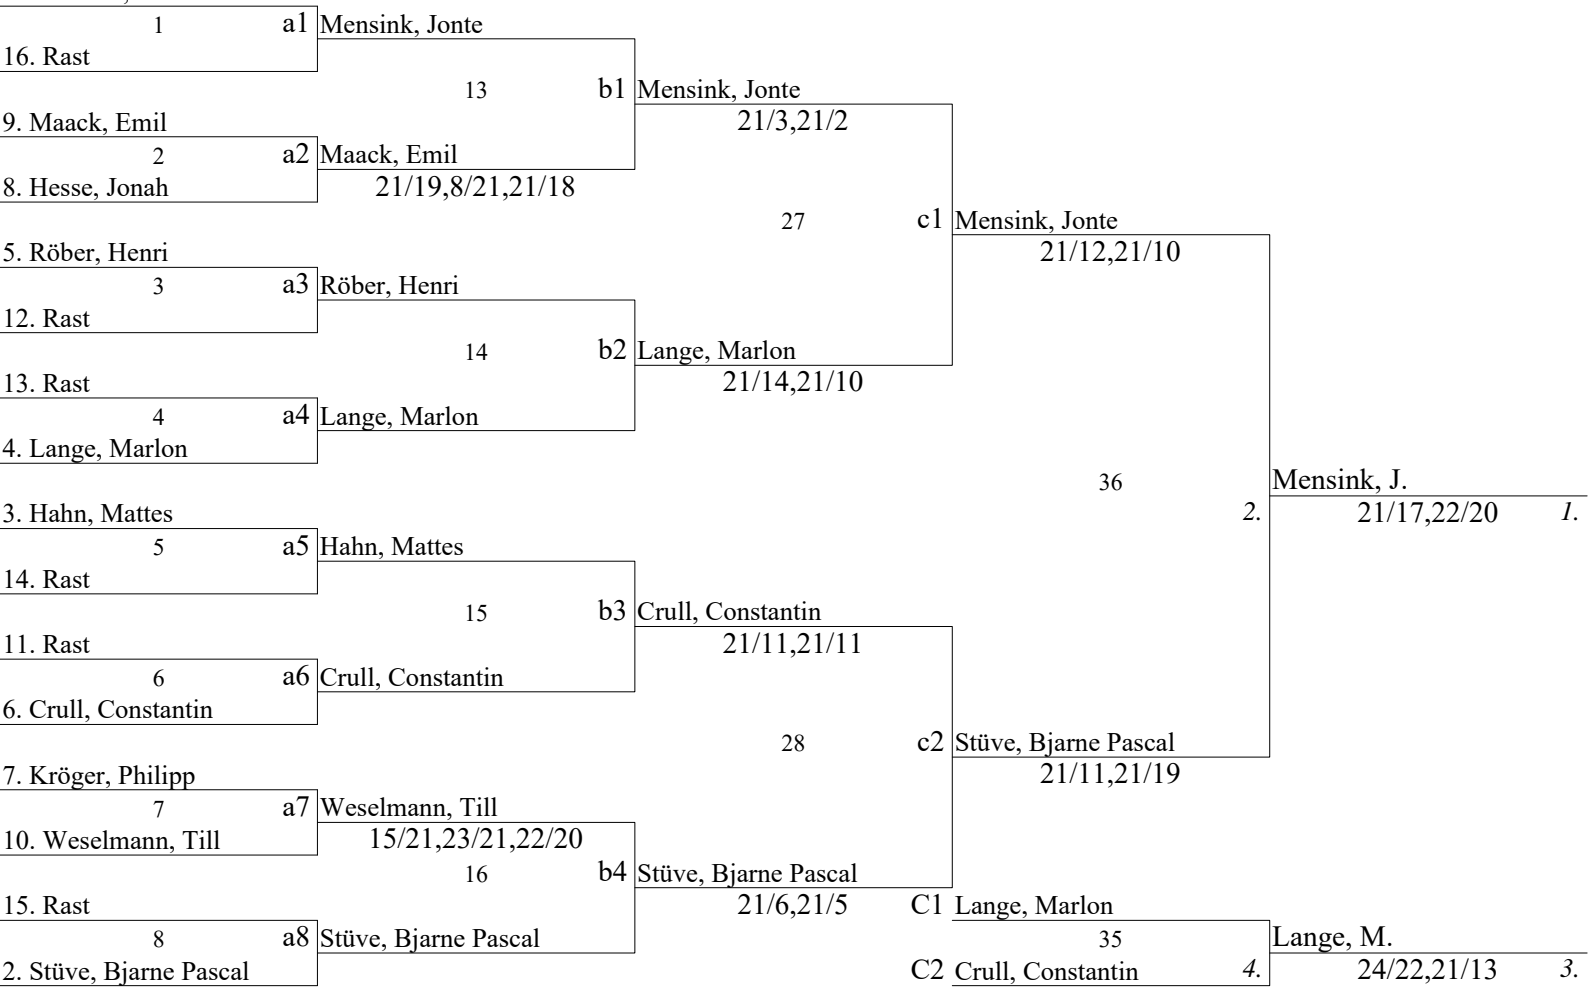 1 a1 Mensink, Jonte
16. Rast
13 b1 Mensink, Jonte
9. Maack, Emil 21/3,21/2
2 a2 Maack, Emil
8. Hesse, Jonah 21/19,8/21,21/18
27 c1 Mensink, Jonte
5. Röber, Henri 21/12,21/10
3 a3 Röber, Henri
12. Rast
14 b2 Lange, Marlon
13. Rast 21/14,21/10
4 a4 Lange, Marlon
4. Lange, Marlon
36 Mensink, J.
3. Hahn, Mattes 2. 21/17,22/20 1.
5 a5 Hahn, Mattes
14. Rast
15 b3 Crull, Constantin
11. Rast 21/11,21/11
6 a6 Crull, Constantin
6. Crull, Constantin
28 c2 Stüve, Bjarne Pascal
7. Kröger, Philipp 21/11,21/19
7 a7 Weselmann, Till
10. Weselmann, Till 15/21,23/21,22/20
16 b4 Stüve, Bjarne Pascal
15. Rast 21/6,21/5 C1 Lange, Marlon
8 a8 Stüve, Bjarne Pascal 35 Lange, M.
2. Stüve, Bjarne Pascal C2 Crull, Constantin 4. 24/22,21/13 3.